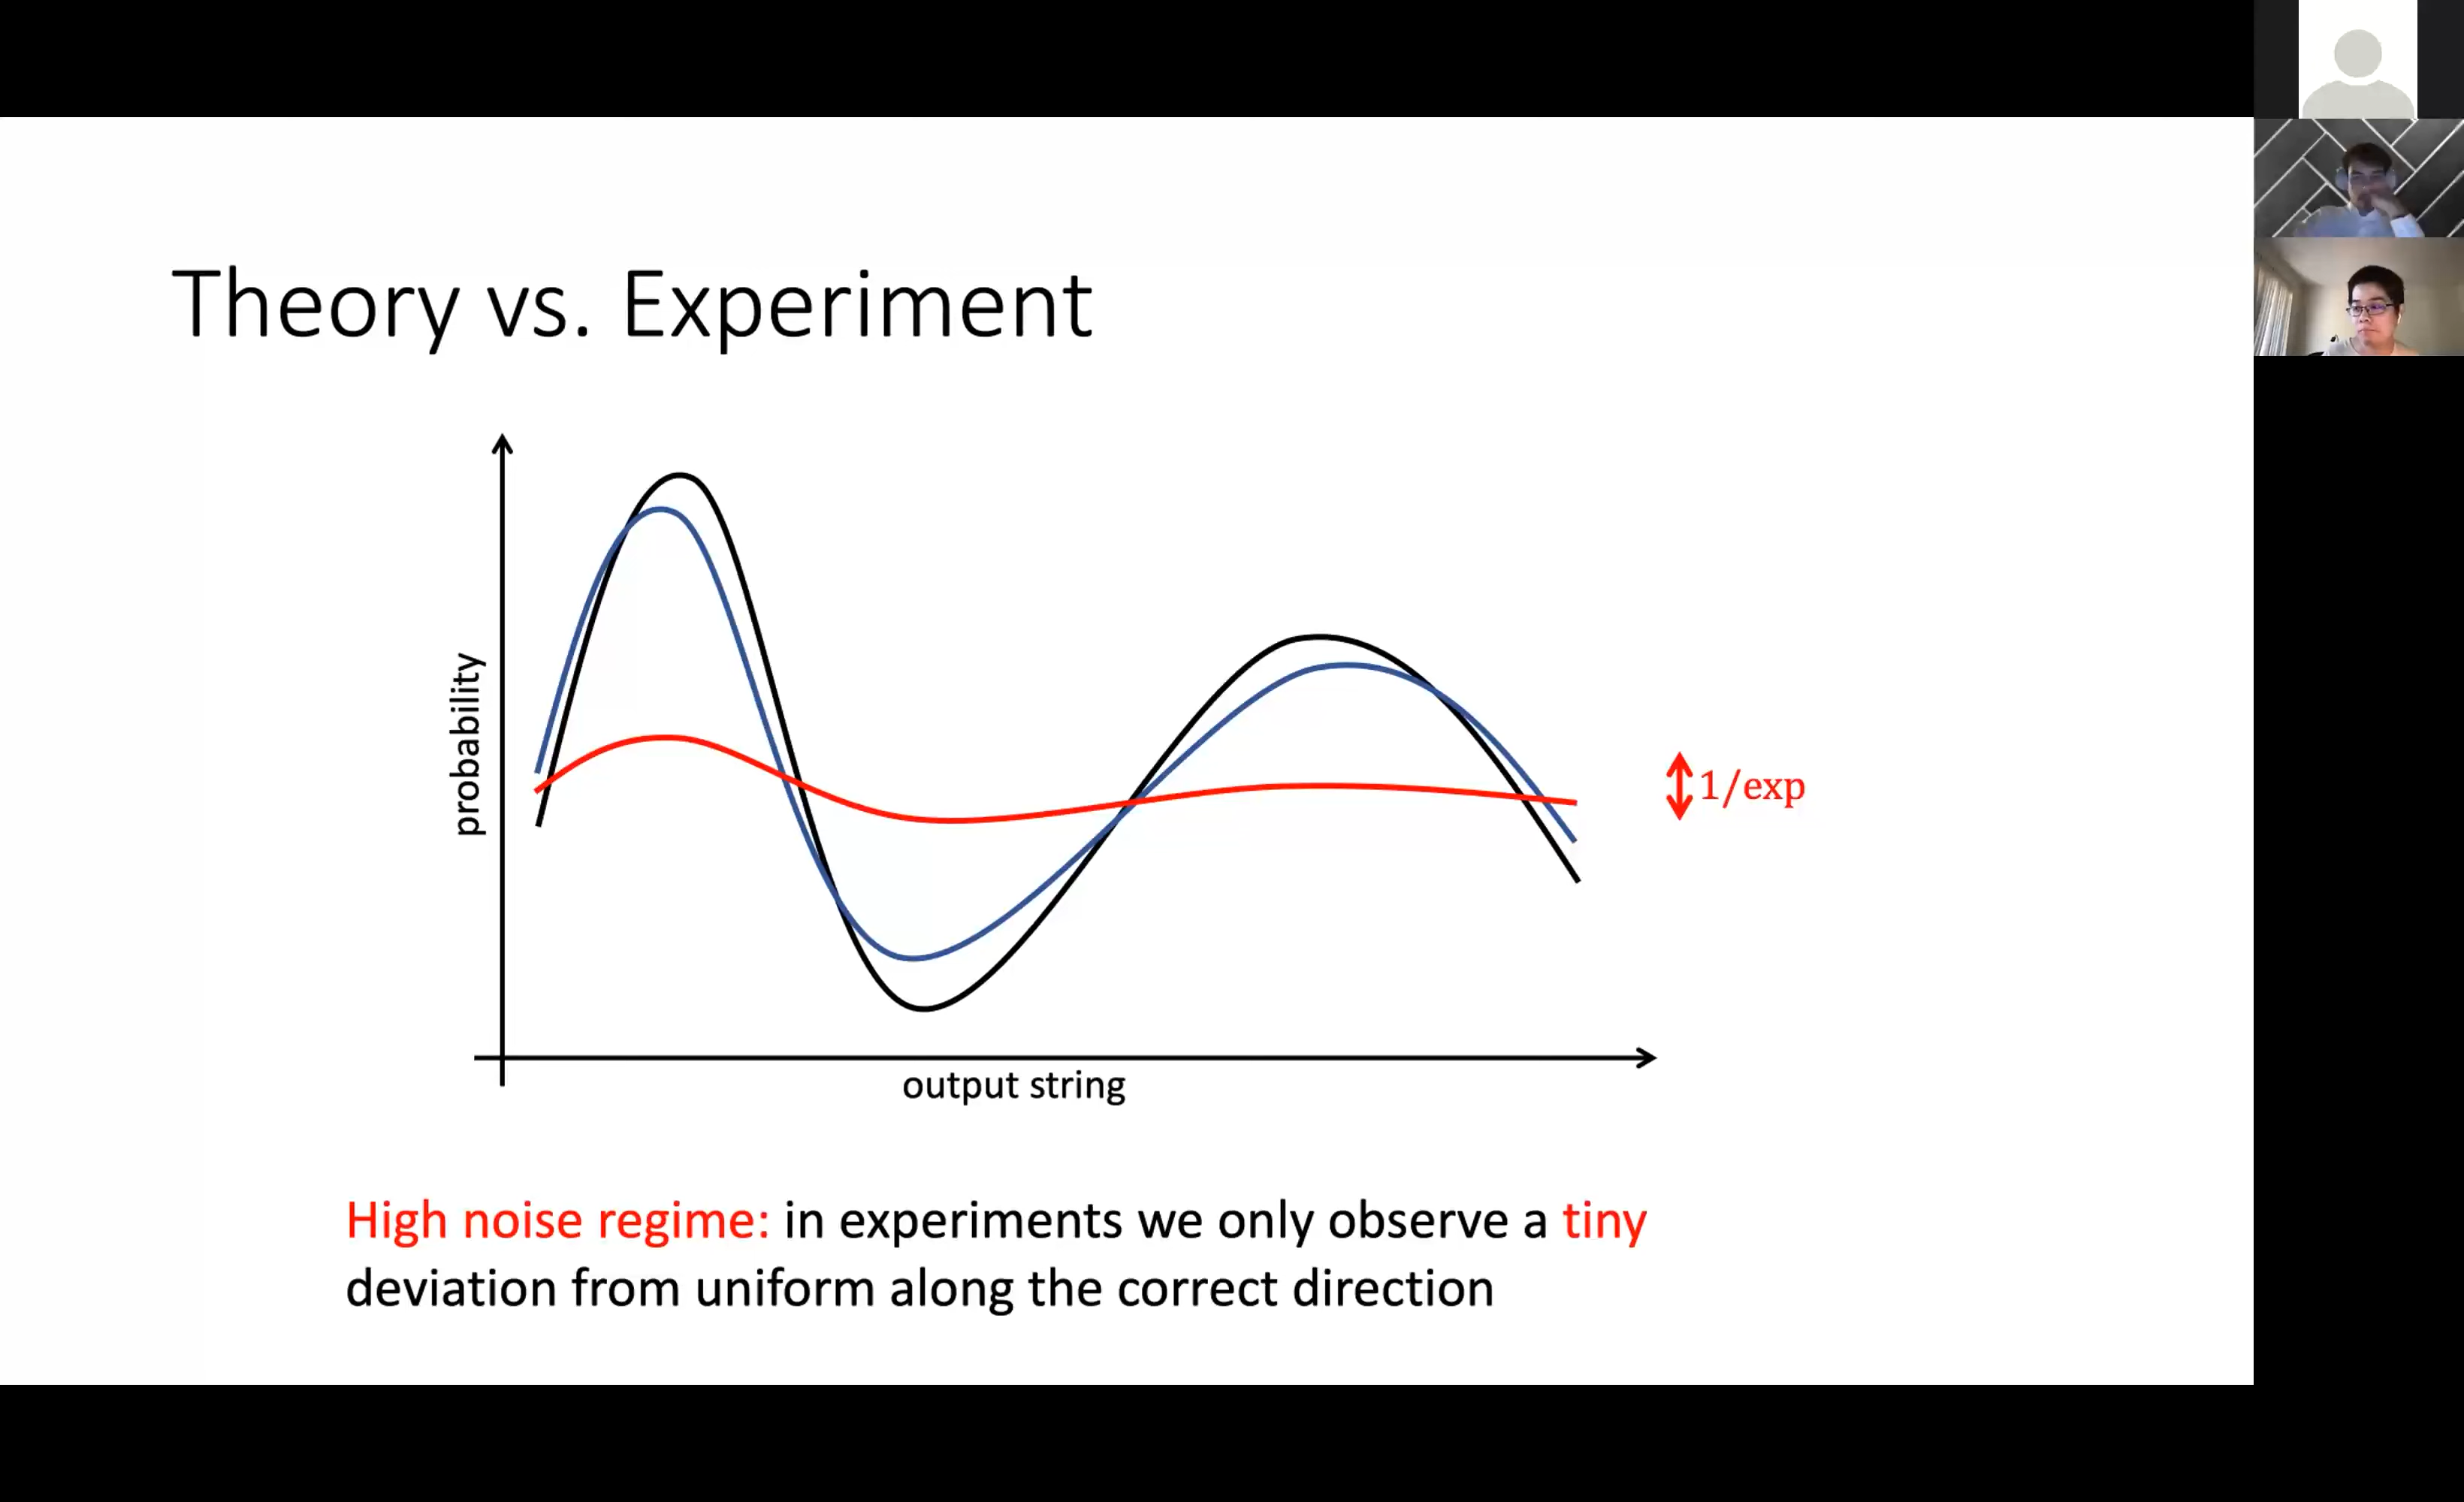 Theory vs. Experiment
probability
1/exp
output string
High noise regime: in experiments we only observe a tiny
deviation from uniform along the correct direction